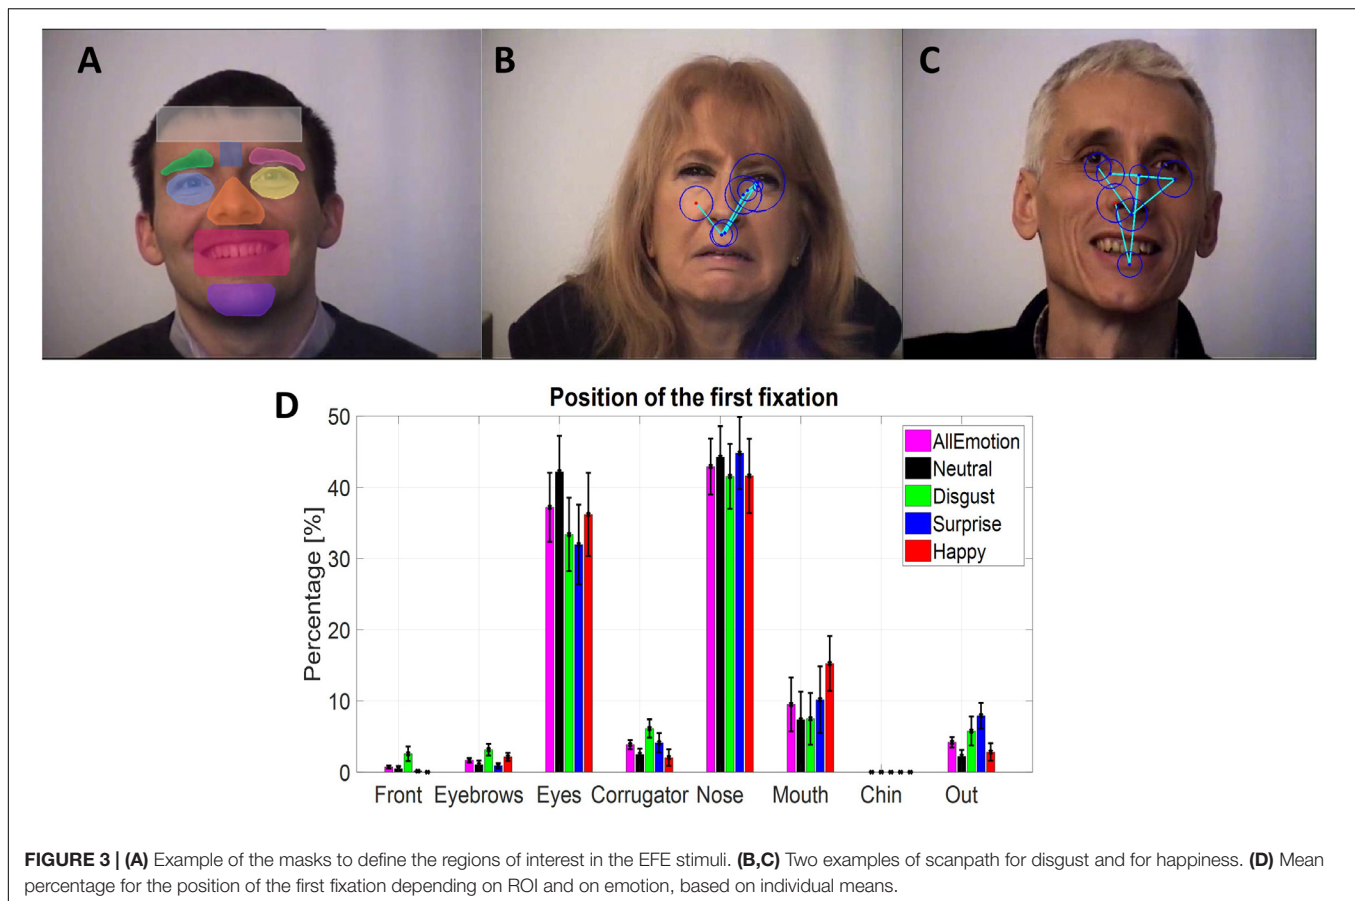 A
B
C
D
Position of the first fixation
Percentage [%]
50
40
30
20
10
0
AllEmotion
Neutral
Disgust
Surprise
Happy
Front Eyebrows Eyes Corrugator Nose Mouth Chin Out
FIGURE 3 | (A) Example of the masks to define the regions of interest in the EFE stimuli. (B,C) Two examples of scanpath for disgust and for happiness. (D) Mean
percentage for the position of the first fixation depending on ROI and on emotion, based on individual means.